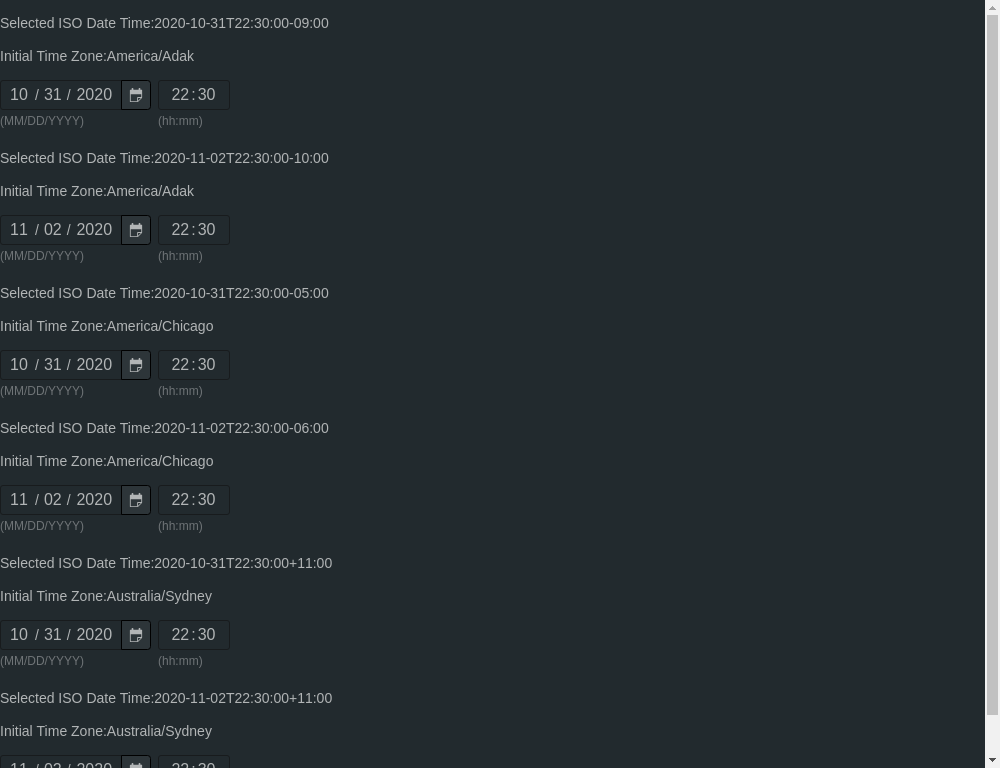 Selected ISO Date Time:2020-10-31T22:30:00-09:00
Initial Time Zone:America/Adak
10 / 31 / 2020 22:30
(MM/DD/YYYY) (hh:mm)
Selected ISO Date Time:2020-11-02T22:30:00-10:00
Initial Time Zone:America/Adak
11 / 02 / 2020 22:30
(MM/DD/YYYY) (hh:mm)
Selected ISO Date Time:2020-10-31T22:30:00-05:00
Initial Time Zone:America/Chicago
10 / 31 / 2020 22:30
(MM/DD/YYYY) (hh:mm)
Selected ISO Date Time:2020-11-02T22:30:00-06:00
Initial Time Zone:America/Chicago
11 / 02 / 2020 22:30
(MM/DD/YYYY) (hh:mm)
Selected ISO Date Time:2020-10-31T22:30:00+11:00
Initial Time Zone:Australia/Sydney
10 / 31 / 2020 22:30
(MM/DD/YYYY) (hh:mm)
Selected ISO Date Time:2020-11-02T22:30:00+11:00
Initial Time Zone:Australia/Sydney
11 / 02 / 2020 22:30